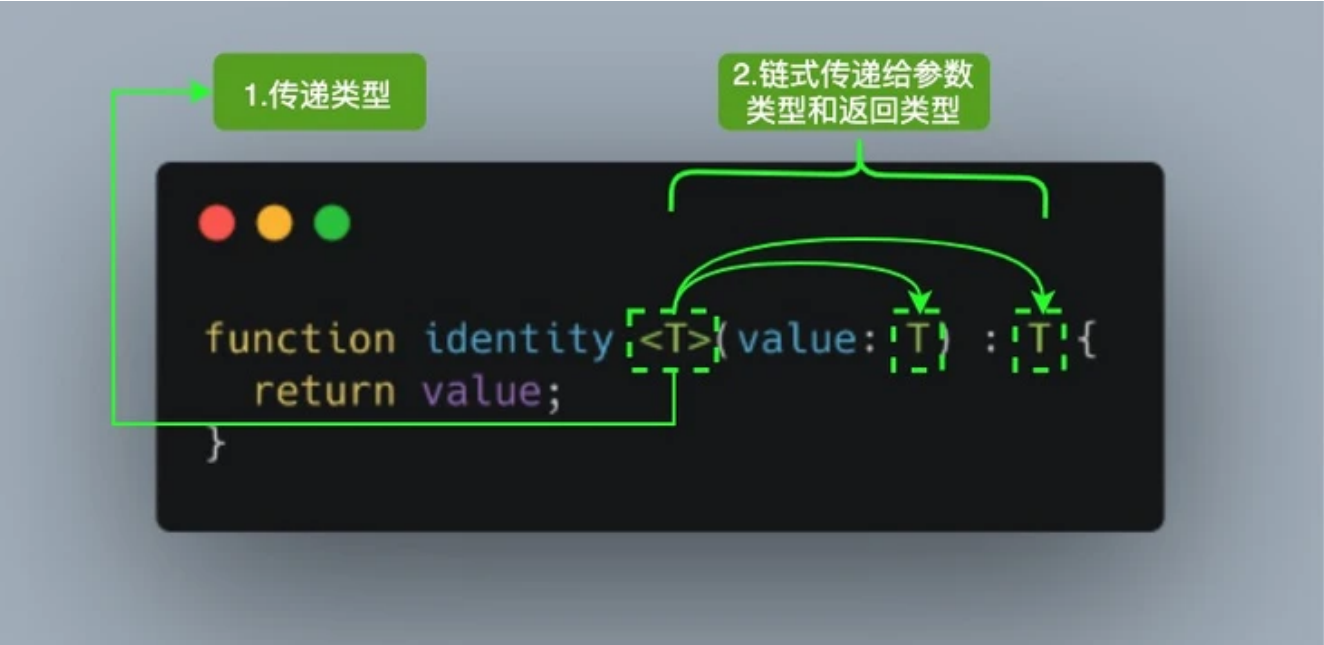 1.传递类型
2.链式传递给参数
类型和返回类型
function identity <T>(value: T) : T {
  return value;
}